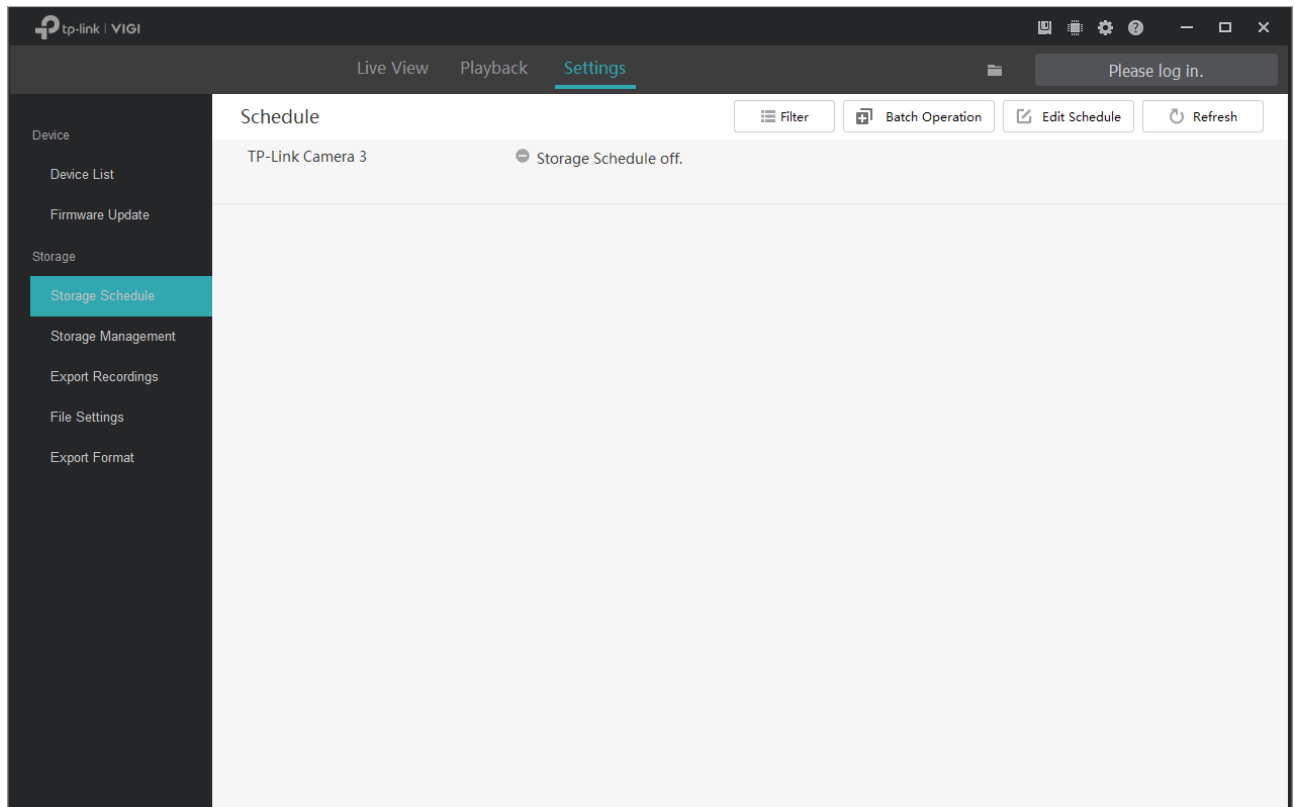 tp-link | VIGI
Live View Playback Settings Please log in.
Device
Device List
Firmware Update
Storage
Storage Schedule
Storage Management
Export Recordings
File Settings
Export Format
Schedule Filter Batch Operation Edit Schedule Refresh
TP-Link Camera 3 Storage Schedule off.